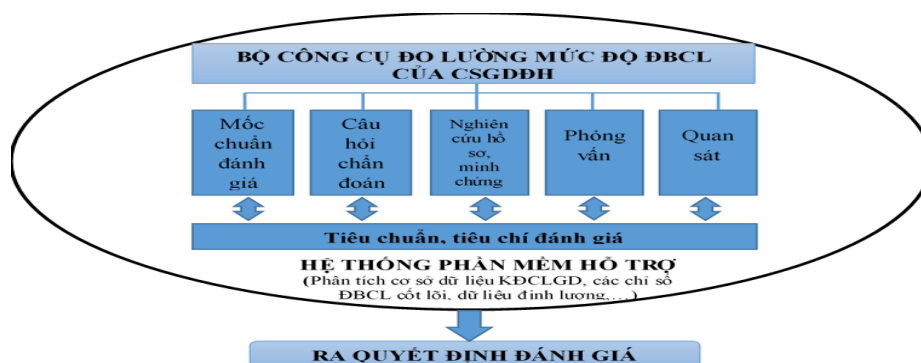 BỘ CÔNG CỤ ĐO LƯỜNG MỨC ĐỘ ĐBCL
CỦA CSGDĐH
Mốc
chuẩn
đánh
giá
Câu
hỏi
chẩn
đoán
Nghiên
cứu hồ
sơ,
minh
chứng
Phỏng
vấn
Quan
sát
Tiêu chuẩn, tiêu chí đánh giá
HỆ THỐNG PHẦN MỀM HỖ TRỢ
(Phân tích cơ sở dữ liệu KĐCLGD, các chỉ số
ĐBCL cốt lõi, dữ liệu định lượng,…)
RA QUYẾT ĐỊNH ĐÁNH GIÁ